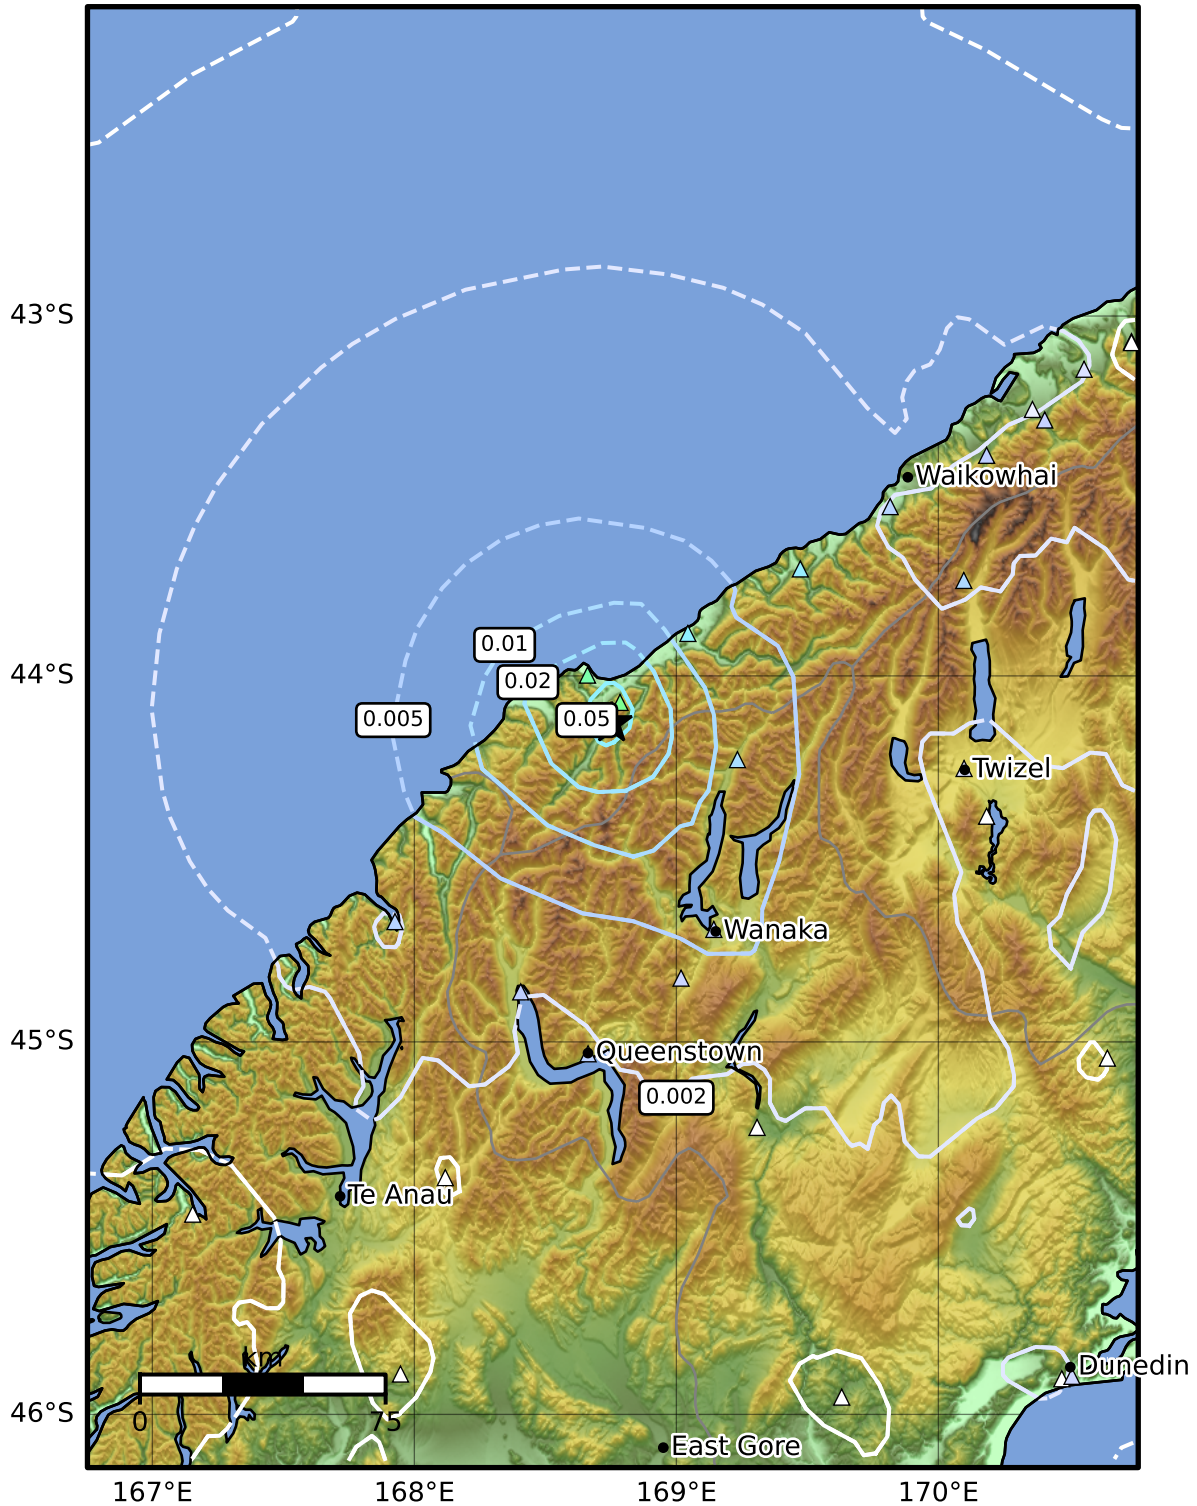 43°S
Waikowhai
0.01
44°S
0.02
0.005
0.05
Twizel
Wanaka
45°S
Queenstown
0.002
Te Anau
km
Dunedin
0
75
46°S
East Gore
167°E
168°E
169°E
170°E